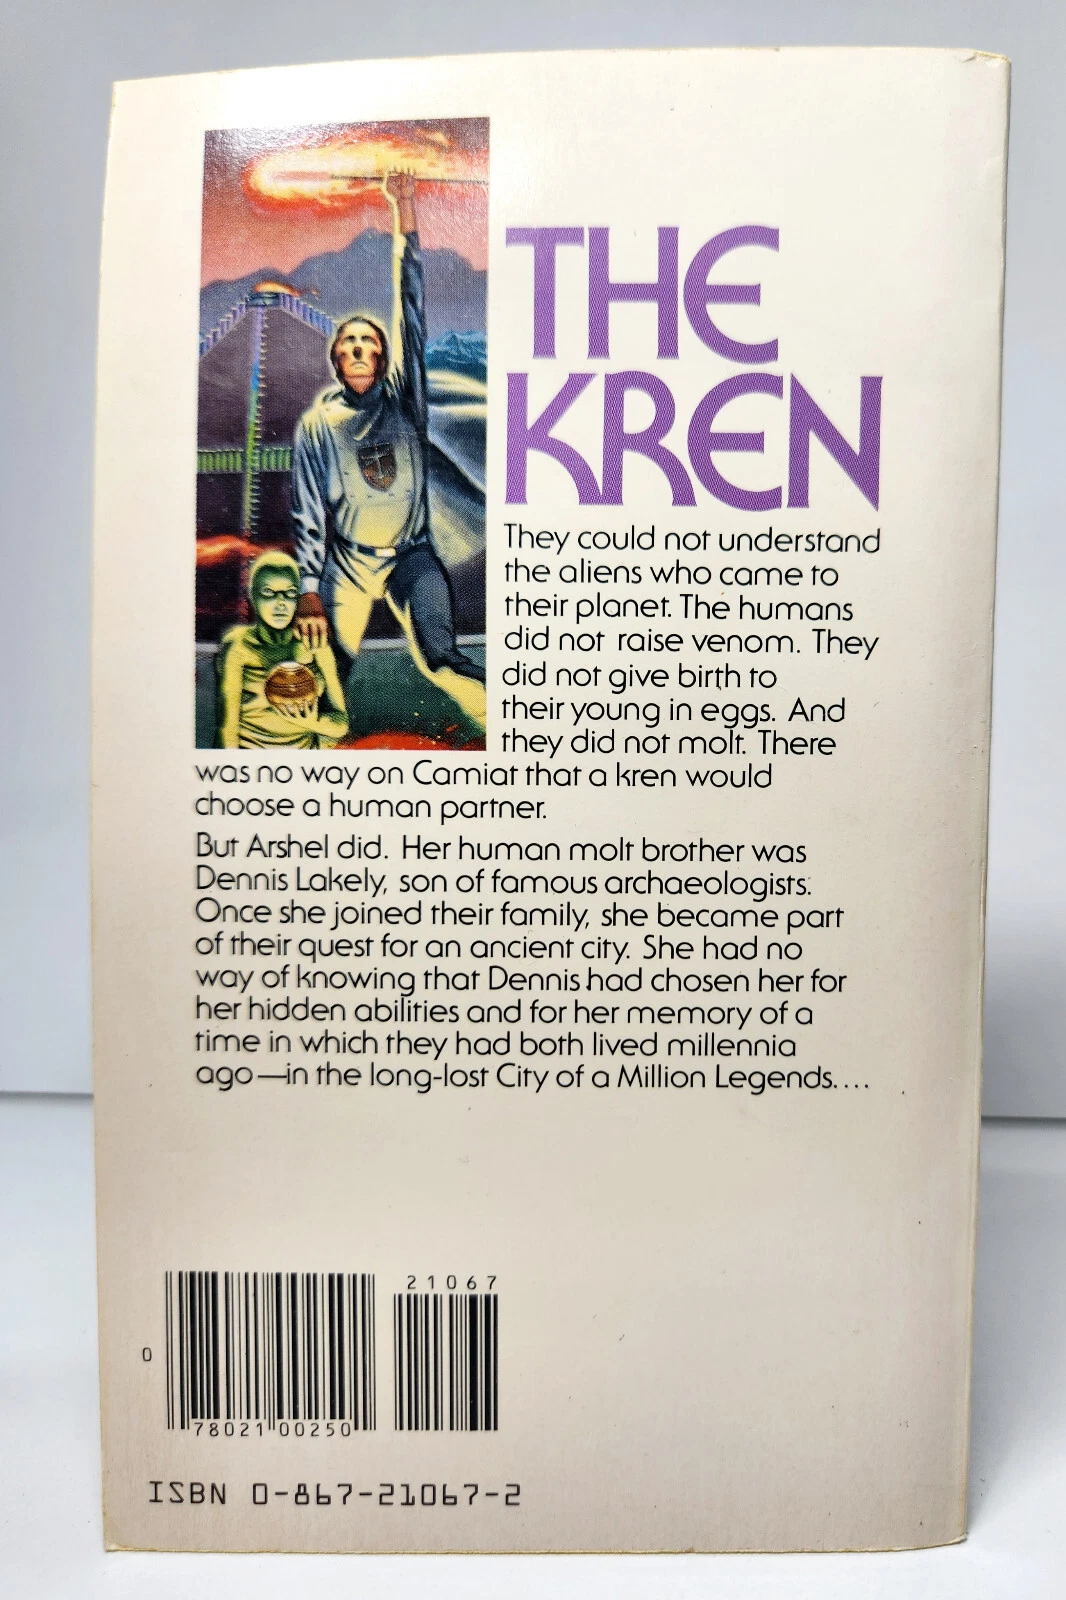 THE
KREN
They could not understand
the aliens who came to
their planet. The humans
did not raise venom. They
did not give birth to
their young in eggs. And
they did not molt. There
was no way on Camiat that a kren would
choose a human partner.
But Arshel did. Her human molt brother was
Dennis Lakely, son of famous archaeologists.
Once she joined their family, she became part
of their quest for an ancient city. She had no
way of knowing that Dennis had chosen her for
her hidden abilities and for her memory of a
time in which they had both lived millennia
ago—in the long-lost City of a Million Legends....
21067
0
78021 00250
ISBN 0-867-21067-2